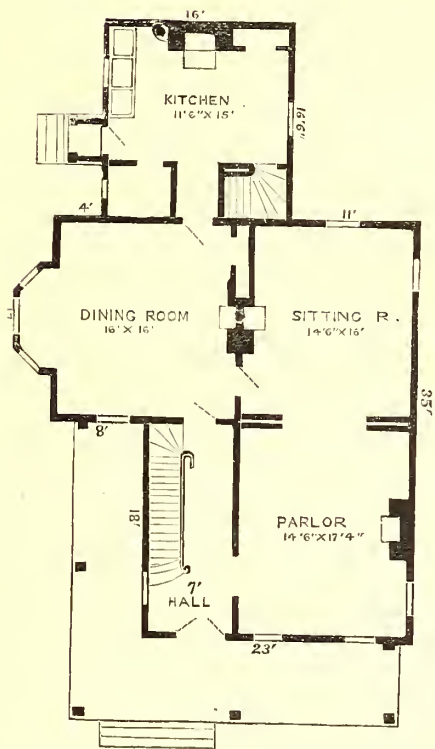 16'
KITCHEN.
11'6"X15'
16'6"
4'
11'
DINING ROOM
16'X16'
SITTING R.
14'6"X16'
35'
8'
18'
PARLOR
14'6"X17'4"
7'
HALL
23'